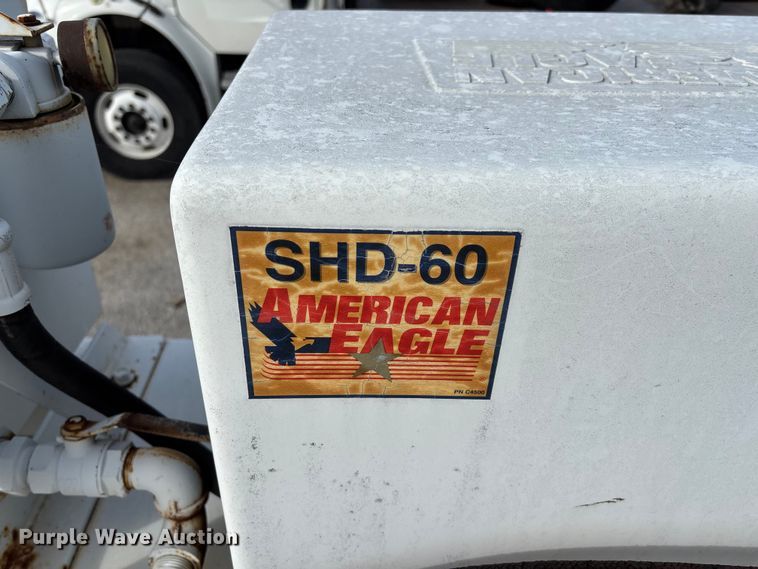 SHD-60
AMERICAN
EAGLE
PN C4500
Purple Wave Auction